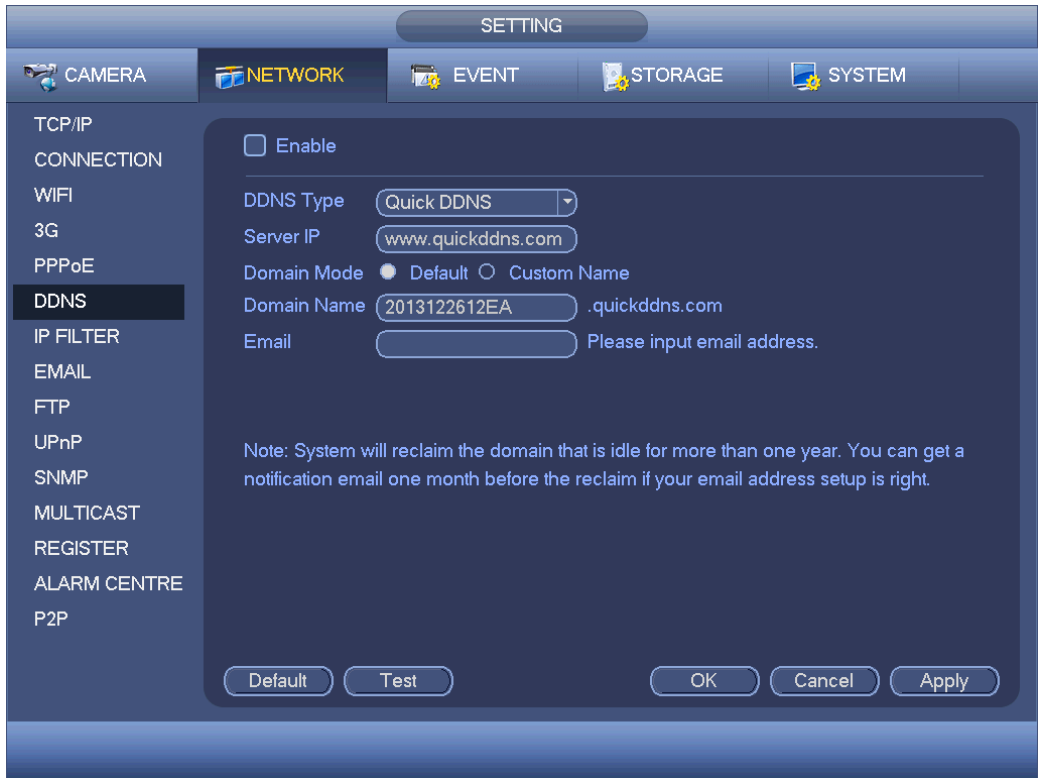 SETTING
CAMERA NETWORK EVENT STORAGE SYSTEM
TCP/IP
CONNECTION
WIFI
3G
PPPoE
DDNS
IP FILTER
EMAIL
FTP
UPnP
SNMP
MULTICAST
REGISTER
ALARM CENTRE
P2P
Enable
DDNS Type Quick DDNS
Server IP www.quickddns.com
Domain Mode Default Custom Name
Domain Name 2013122612EA .quickddns.com
Email Please input email address.
Note: System will reclaim the domain that is idle for more than one year. You can get a
notification email one month before the reclaim if your email address setup is right.
Default Test OK Cancel Apply